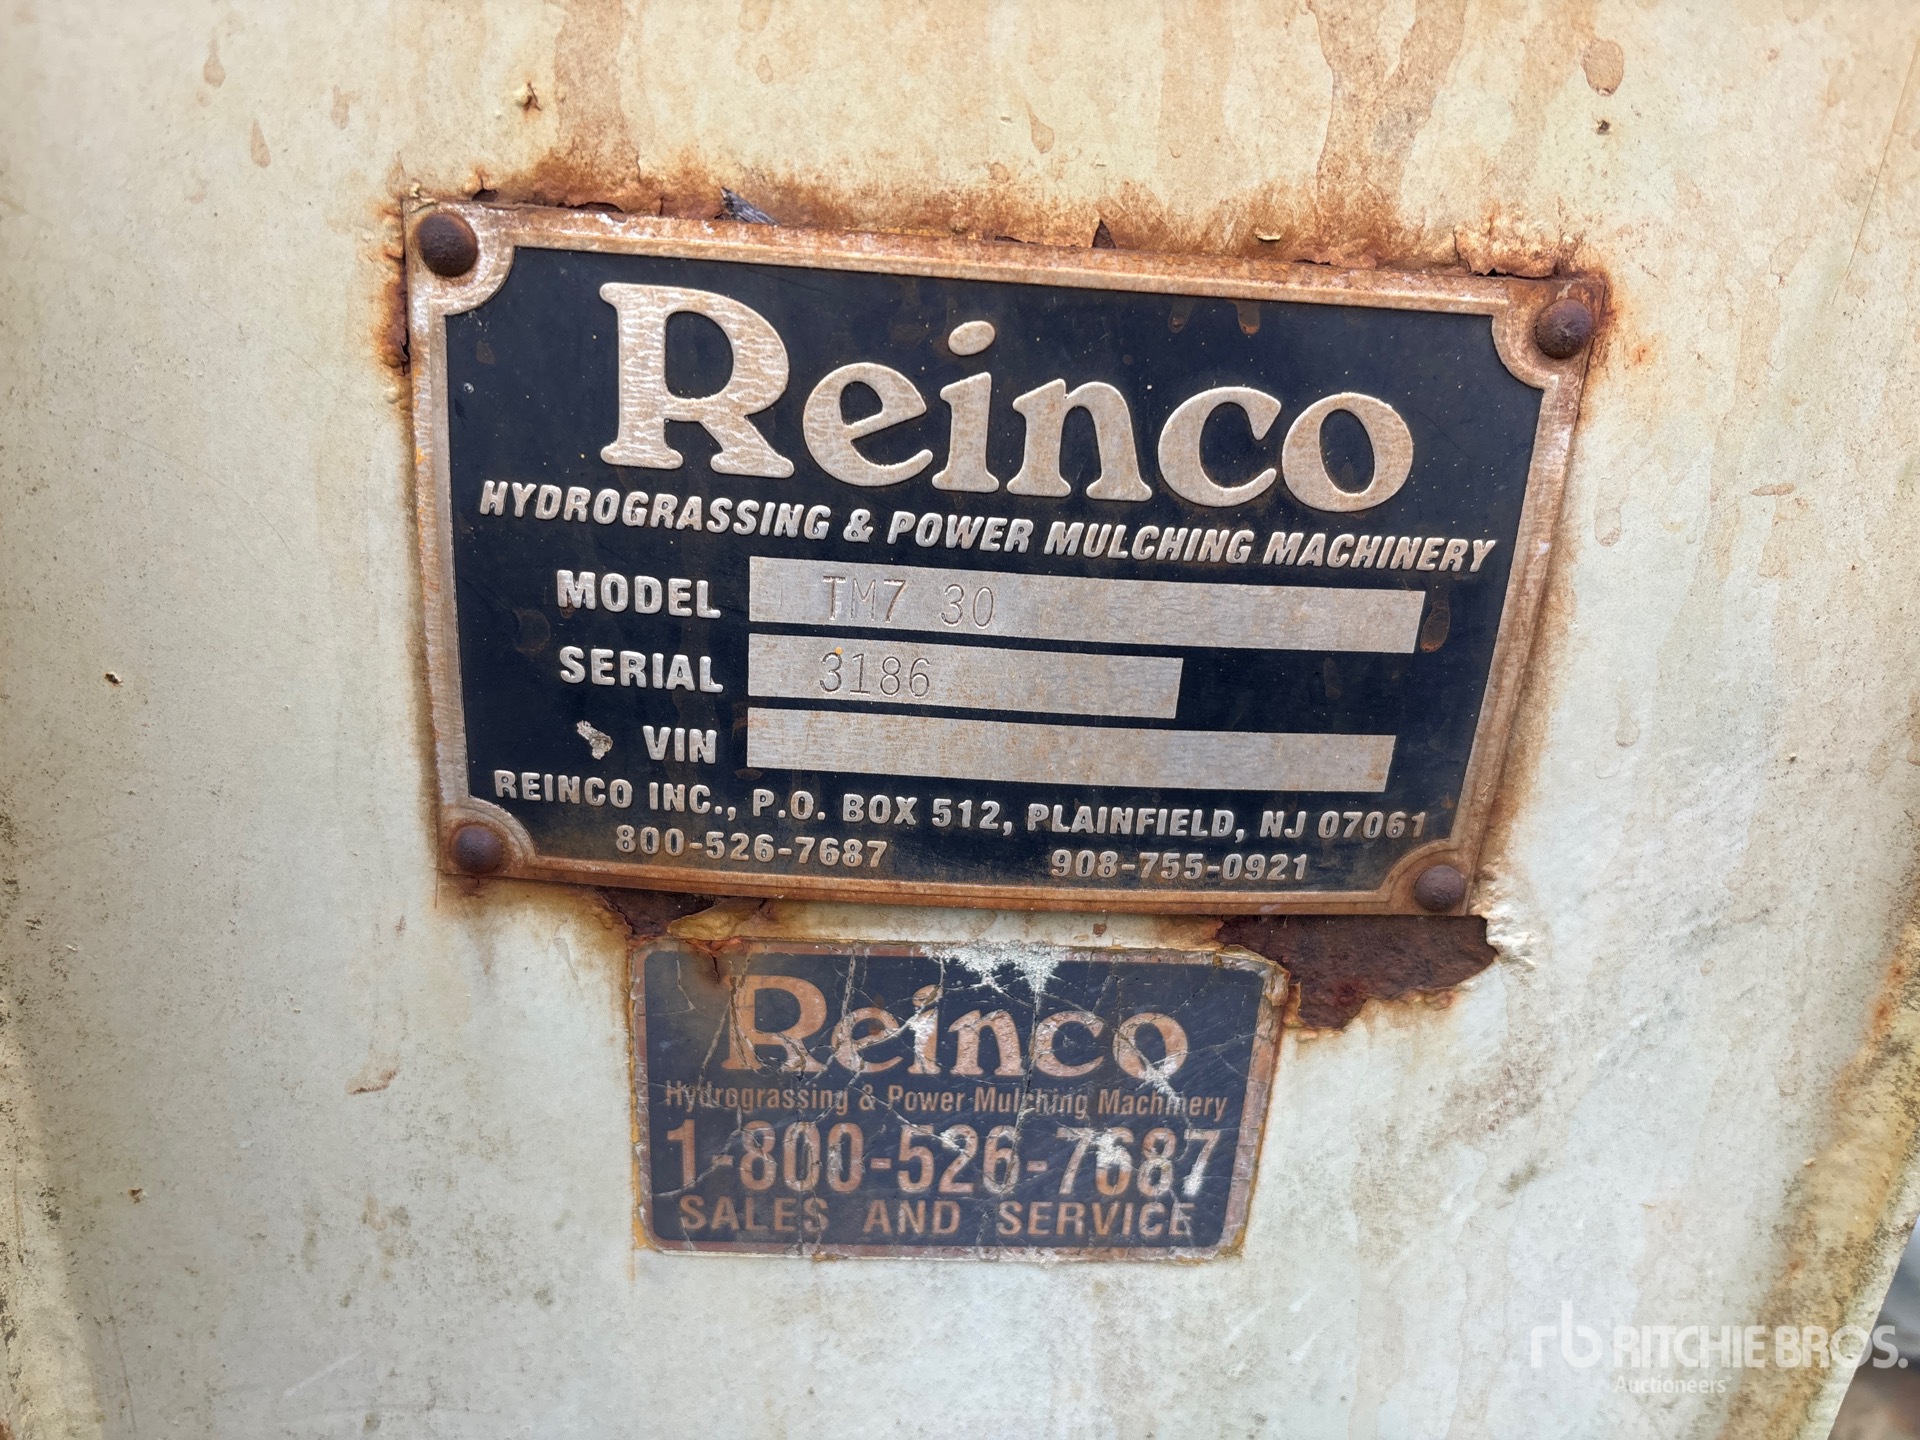 Reinco
HYDROGRASSING & POWER MULCHING MACHINERY
MODEL TM7 30
SERIAL 3186
VIN
REINCO INC., P.O. BOX 512, PLAINFIELD, NJ 07061
800-526-7687 908-755-0921
Reinco
Hydrograssing & Power Mulching Machinery
1-800-526-7687
SALES AND SERVICE
rb RITCHIE BROS.
Auctioneers